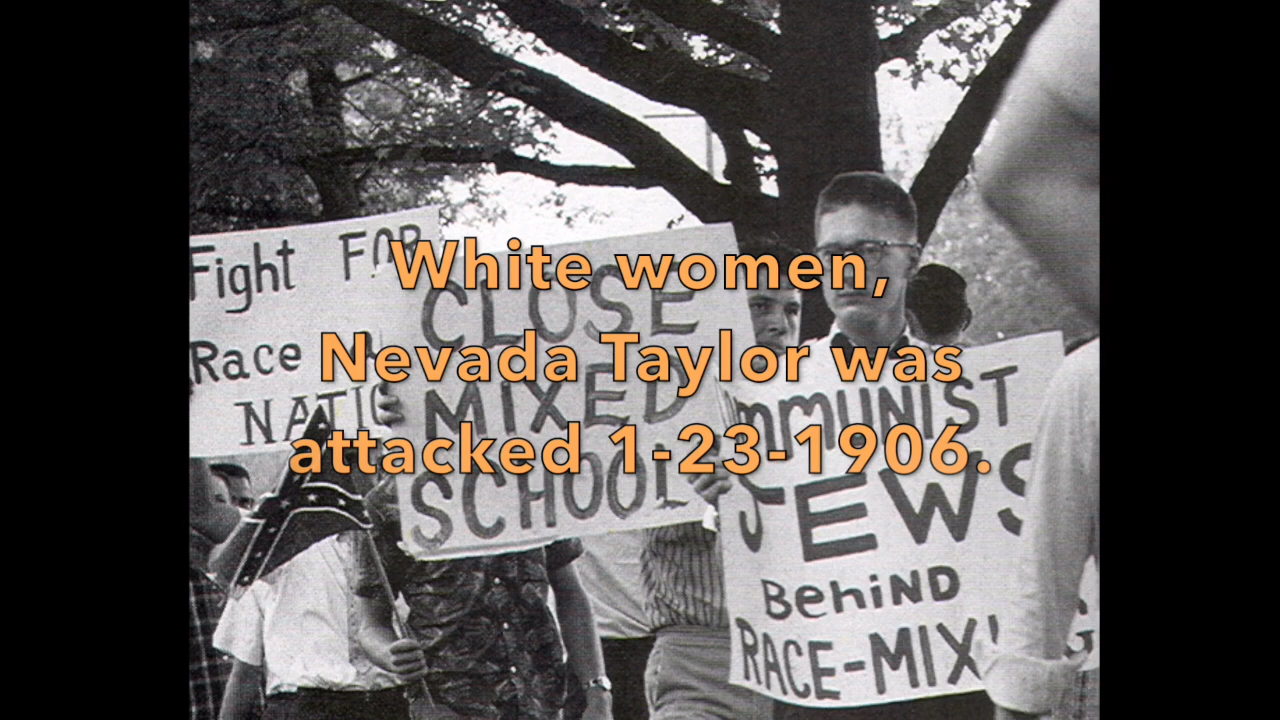 White women,
Nevada Taylor was
attacked 1-23-1906.
Fight FOR
Race
CLOSE
MIXED
SCHOOL
JEWS
BEHIND